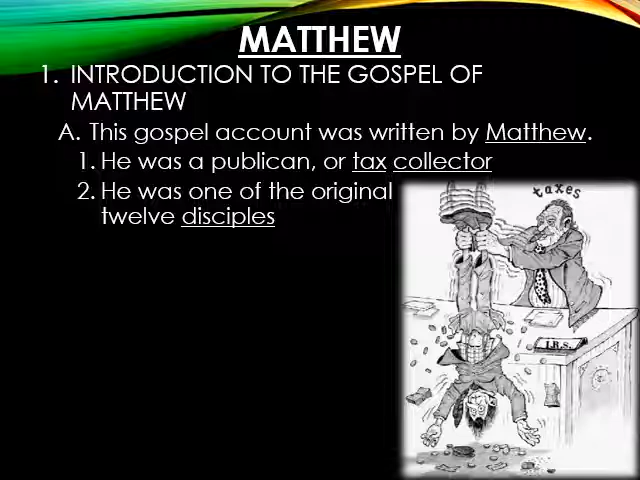 MATTHEW
1. INTRODUCTION TO THE GOSPEL OF
MATTHEW
A. This gospel account was written by Matthew.
1. He was a publican, or tax collector
2. He was one of the original
twelve disciples
taxes
I.R.S.